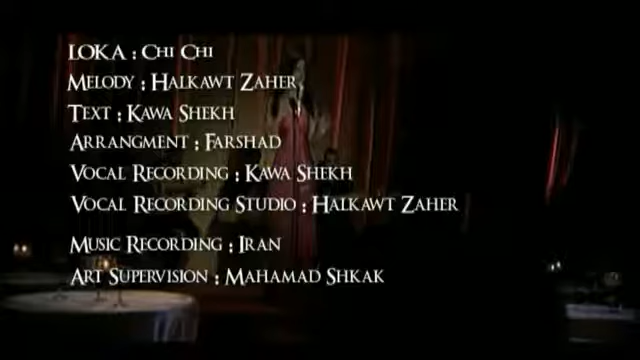 LOKA : CHI CHI
MELODY : HALKAWT ZAHER
TEXT : KAWA SHEKH
ARRANGMENT : FARSHAD
VOCAL RECORDING : KAWA SHEKH
VOCAL RECORDING STUDIO : HALKAWT ZAHER
MUSIC RECORDING : IRAN
ART SUPERVISION : MAHAMAD SHKAK